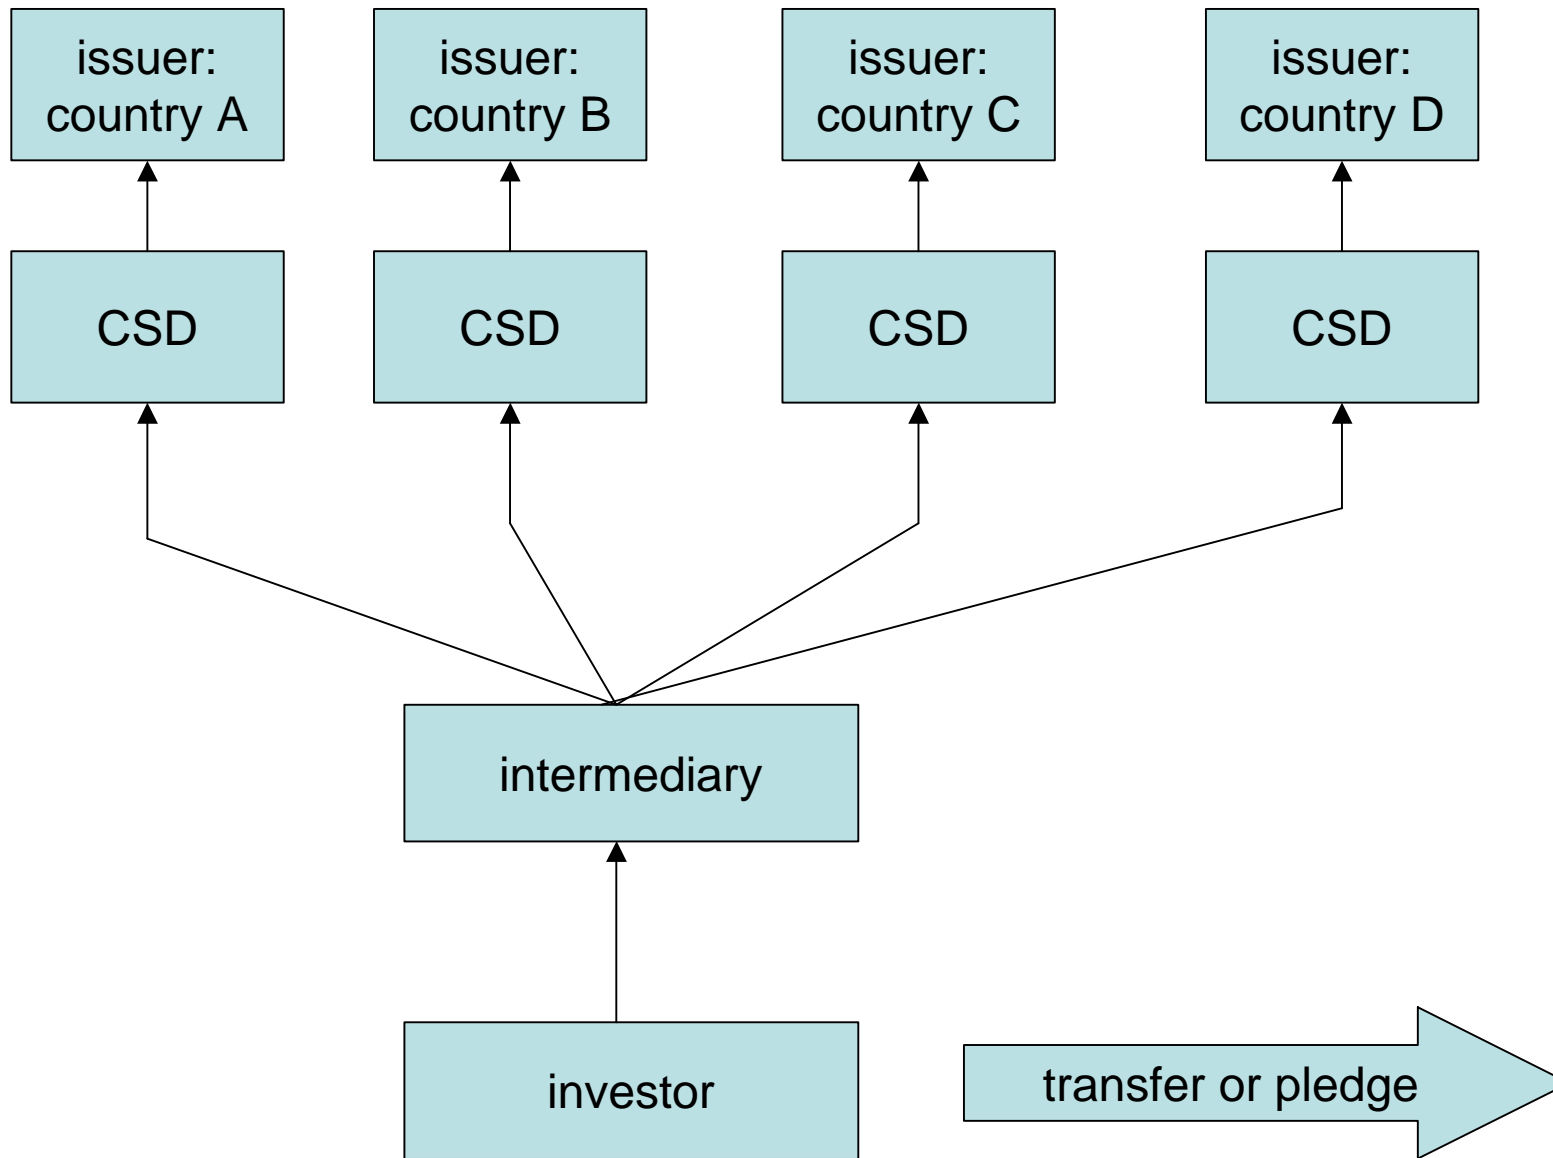 issuer:
country A
issuer:
country B
issuer:
country C
issuer:
country D
CSD
CSD
CSD
CSD
intermediary
investor
transfer or pledge